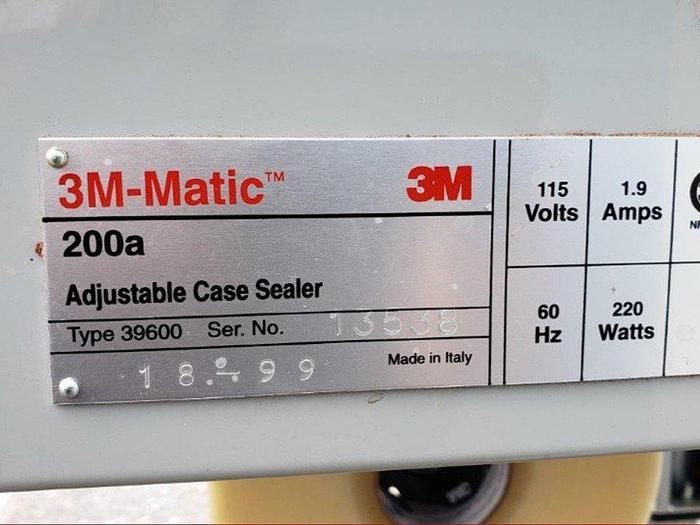 3M-Matic™ 3M
200a
Adjustable Case Sealer
Type 39600 Ser. No. 13538
Made in Italy
115
Volts
1.9
Amps
60
Hz
220
Watts